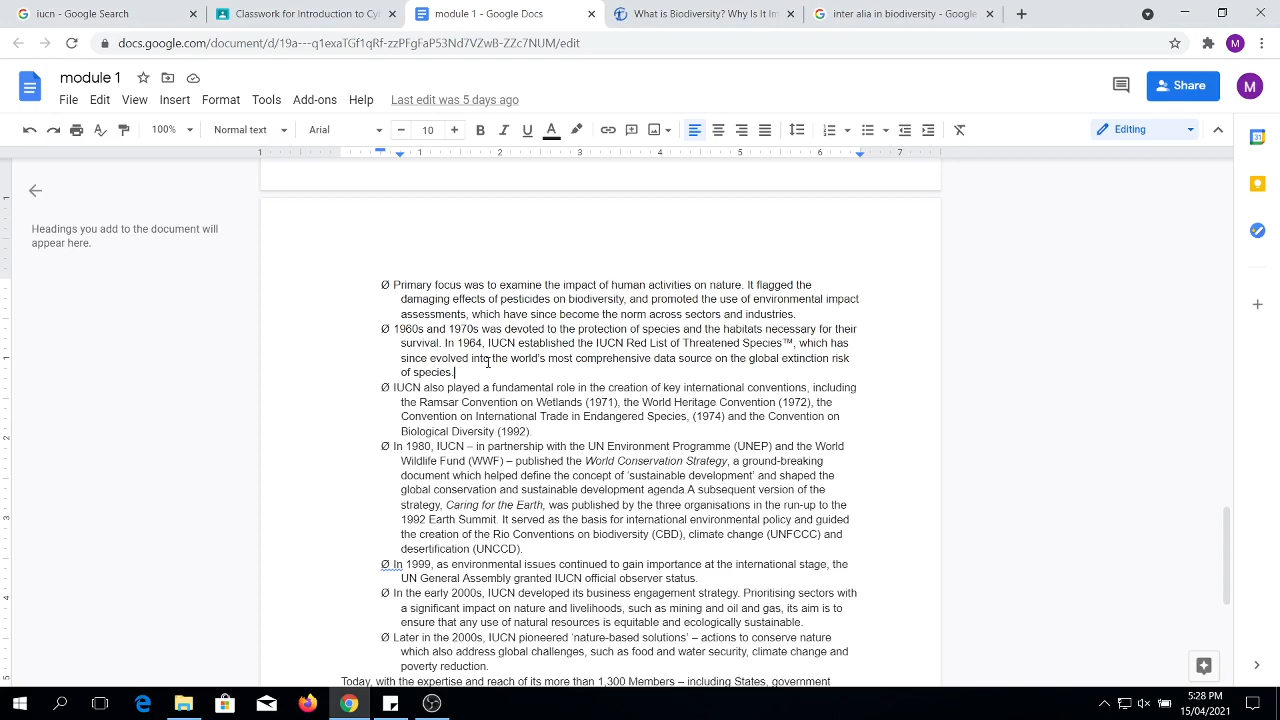 iucn - Google Search
Classwork for Introduction to Cyb
module 1 - Google Docs
What is Biodiversity? Why Is It Im
inter alia in biodiversity - Google
docs.google.com/document/d/19a---q1exaTGf1qRf-zzPFgFaP53Nd7VZwB-ZZc7NUM/edit
M
module 1
File Edit View Insert Format Tools Add-ons Help Last edit was 5 days ago
Share
M
100% Normal text Arial 10 B I U A Editing
1 1 2 3 4 5 6 7
Headings you add to the document will
appear here.
Ø Primary focus was to examine the impact of human activities on nature. It flagged the
damaging effects of pesticides on biodiversity, and promoted the use of environmental impact
assessments, which have since become the norm across sectors and industries.
Ø 1960s and 1970s was devoted to the protection of species and the habitats necessary for their
survival. In 1964, IUCN established the IUCN Red List of Threatened Species™, which has
since evolved into the world's most comprehensive data source on the global extinction risk
of species.
Ø IUCN also played a fundamental role in the creation of key international conventions, including
the Ramsar Convention on Wetlands (1971), the World Heritage Convention (1972), the
Convention on International Trade in Endangered Species, (1974) and the Convention on
Biological Diversity (1992).
Ø In 1980, IUCN – in partnership with the UN Environment Programme (UNEP) and the World
Wildlife Fund (WWF) – published the World Conservation Strategy, a ground-breaking
document which helped define the concept of 'sustainable development' and shaped the
global conservation and sustainable development agenda.A subsequent version of the
strategy, Caring for the Earth, was published by the three organisations in the run-up to the
1992 Earth Summit. It served as the basis for international environmental policy and guided
the creation of the Rio Conventions on biodiversity (CBD), climate change (UNFCCC) and
desertification (UNCCD).
Ø In 1999, as environmental issues continued to gain importance at the international stage, the
UN General Assembly granted IUCN official observer status.
Ø In the early 2000s, IUCN developed its business engagement strategy. Prioritising sectors with
a significant impact on nature and livelihoods, such as mining and oil and gas, its aim is to
ensure that any use of natural resources is equitable and ecologically sustainable.
Ø Later in the 2000s, IUCN pioneered 'nature-based solutions' – actions to conserve nature
which also address global challenges, such as food and water security, climate change and
poverty reduction.
Today, with the expertise and reach of its more than 1,300 Members – including States, government
5:28 PM
15/04/2021